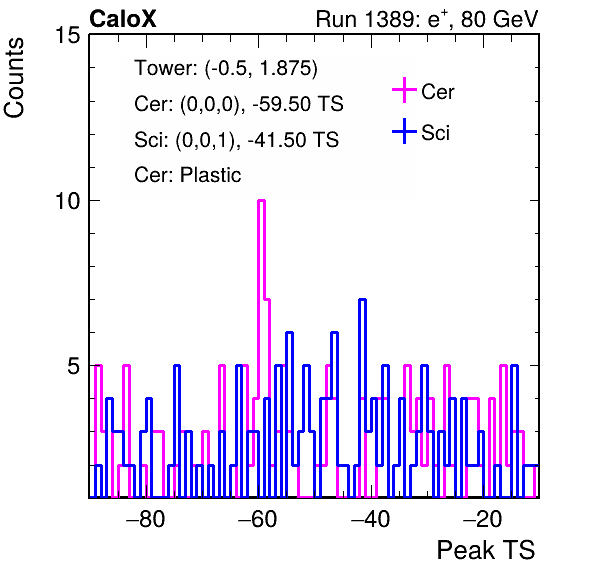 CaloX Run 1389: e⁺, 80 GeV
Counts
15
Tower: (-0.5, 1.875)
Cer: (0,0,0), -59.50 TS
Sci: (0,0,1), -41.50 TS
Cer: Plastic
Cer
Sci
10
5
−80 −60 −40 −20
Peak TS